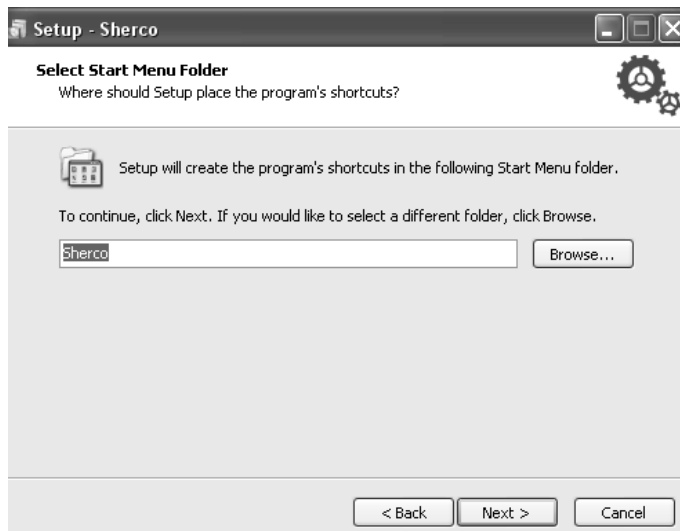 Setup - Sherco
Select Start Menu Folder
Where should Setup place the program's shortcuts?
Setup will create the program's shortcuts in the following Start Menu folder.
To continue, click Next. If you would like to select a different folder, click Browse.
Sherco
Browse...
< Back
Next >
Cancel